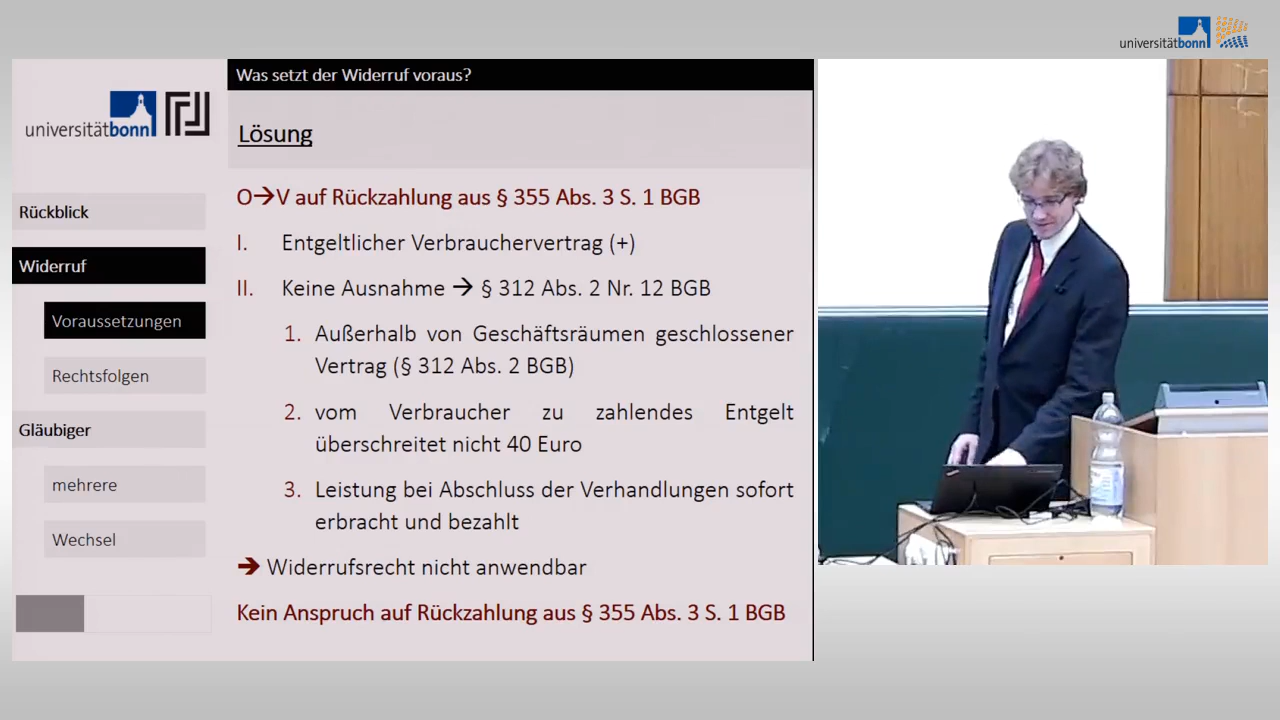 universitätbonn
Was setzt der Widerruf voraus?
universitätbonn
Lösung
Rückblick
Widerruf
Voraussetzungen
Rechtsfolgen
Gläubiger
mehrere
Wechsel
O→V auf Rückzahlung aus § 355 Abs. 3 S. 1 BGB
I. Entgeltlicher Verbrauchervertrag (+)
II. Keine Ausnahme → § 312 Abs. 2 Nr. 12 BGB
1. Außerhalb von Geschäftsräumen geschlossener
Vertrag (§ 312 Abs. 2 BGB)
2. vom Verbraucher zu zahlendes Entgelt
überschreitet nicht 40 Euro
3. Leistung bei Abschluss der Verhandlungen sofort
erbracht und bezahlt
➔ Widerrufsrecht nicht anwendbar
Kein Anspruch auf Rückzahlung aus § 355 Abs. 3 S. 1 BGB